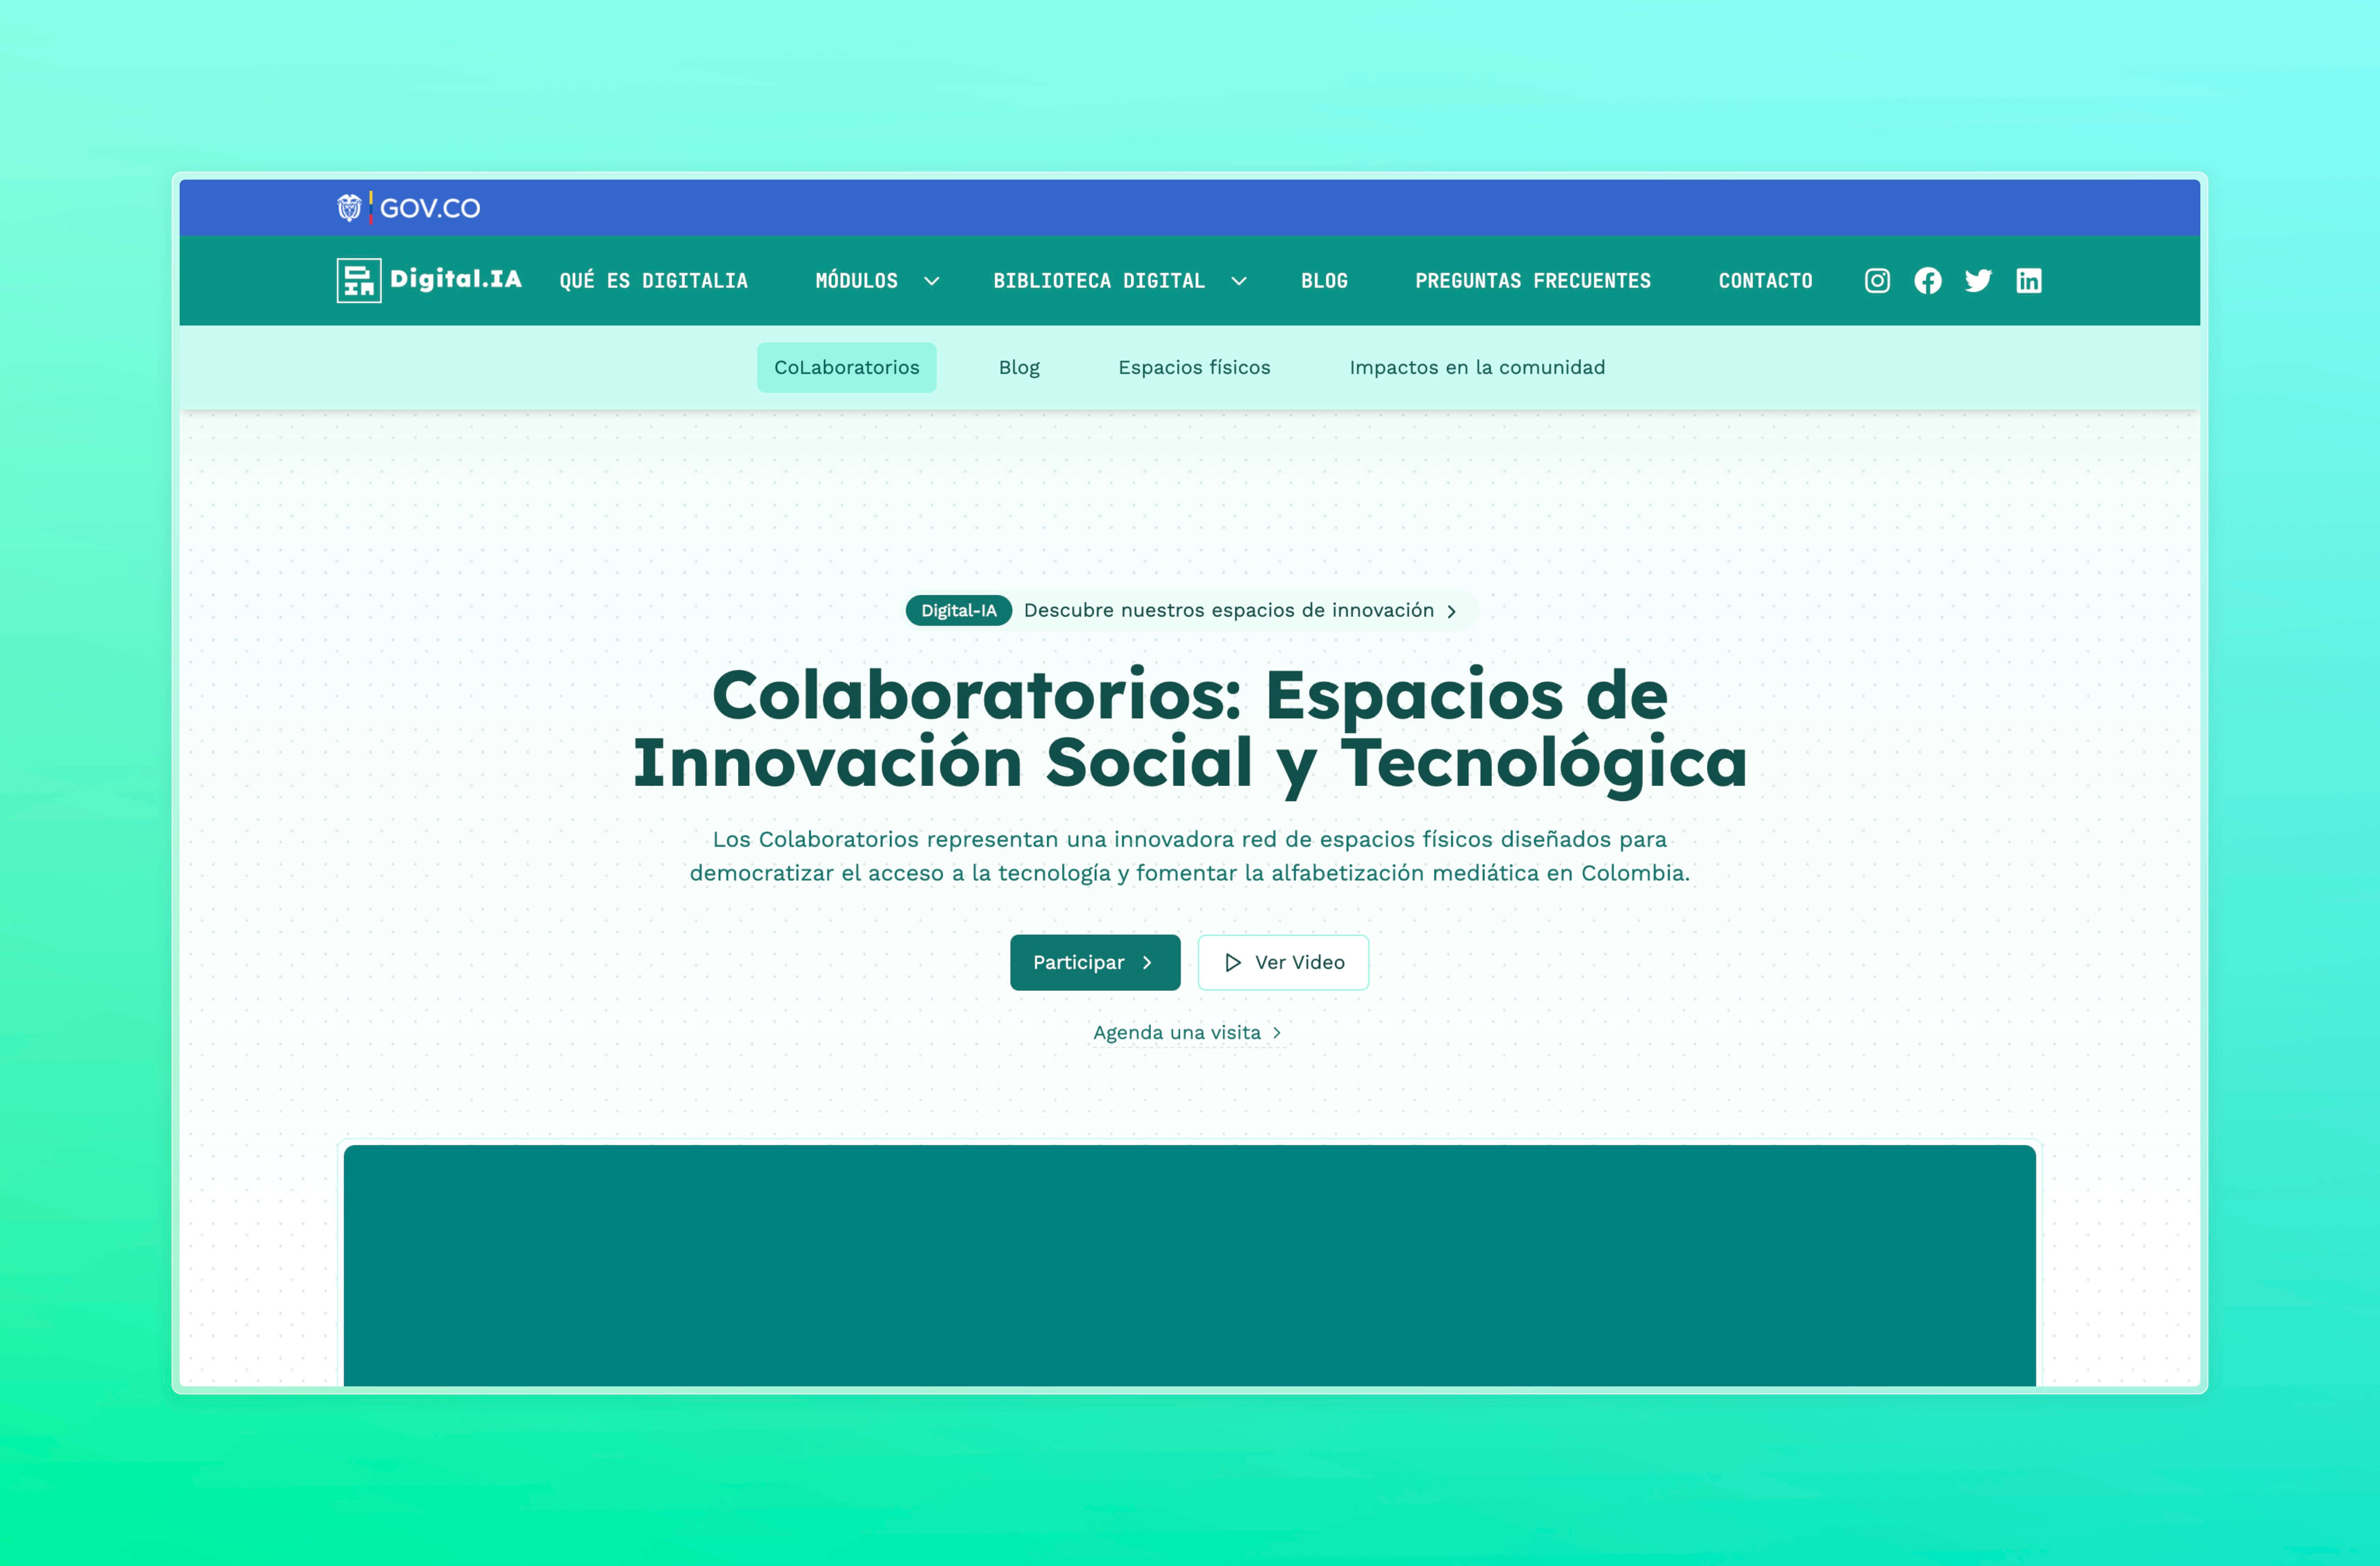 GOV.CO
Digital.IA QUÉ ES DIGITALIA MÓDULOS BIBLIOTECA DIGITAL BLOG PREGUNTAS FRECUENTES CONTACTO
CoLaboratorios Blog Espacios físicos Impactos en la comunidad
Digital-IA Descubre nuestros espacios de innovación
Colaboratorios: Espacios de
Innovación Social y Tecnológica
Los Colaboratorios representan una innovadora red de espacios físicos diseñados para
democratizar el acceso a la tecnología y fomentar la alfabetización mediática en Colombia.
Participar Ver Video
Agenda una visita